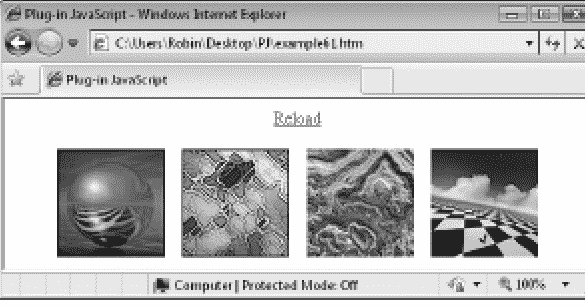 Plug-in JavaScript - Windows Internet Explorer
C:\Users\Robin\Desktop\PJ\example61.htm
Plug-in JavaScript
Reload
Computer | Protected Mode: Off
100%